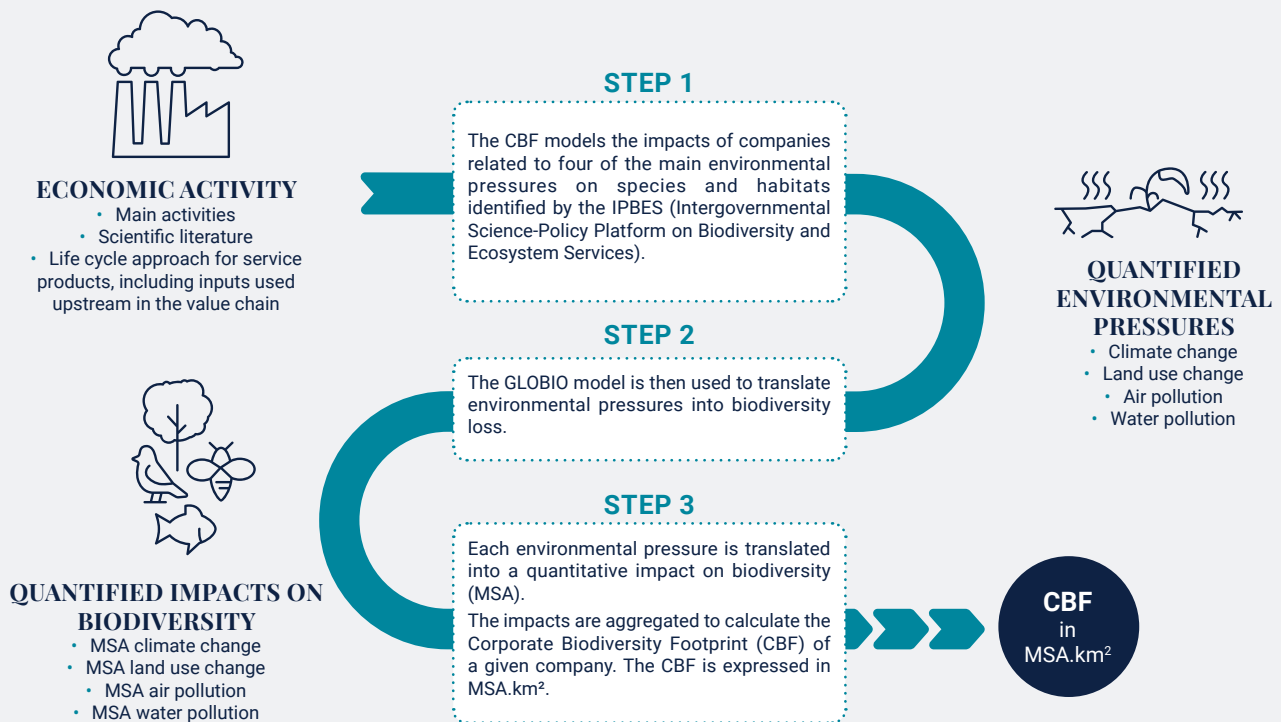 ECONOMIC ACTIVITY
• Main activities
• Scientific literature
• Life cycle approach for service
products, including inputs used
upstream in the value chain
STEP 1
The CBF models the impacts of companies
related to four of the main environmental
pressures on species and habitats
identified by the IPBES (Intergovernmental
Science-Policy Platform on Biodiversity and
Ecosystem Services).
QUANTIFIED
ENVIRONMENTAL
PRESSURES
• Climate change
• Land use change
• Air pollution
• Water pollution
STEP 2
The GLOBIO model is then used to translate
environmental pressures into biodiversity
loss.
QUANTIFIED IMPACTS ON
BIODIVERSITY
• MSA climate change
• MSA land use change
• MSA air pollution
• MSA water pollution
STEP 3
Each environmental pressure is translated
into a quantitative impact on biodiversity
(MSA).
The impacts are aggregated to calculate the
Corporate Biodiversity Footprint (CBF) of
a given company. The CBF is expressed in
MSA.km².
CBF
in
MSA.km²